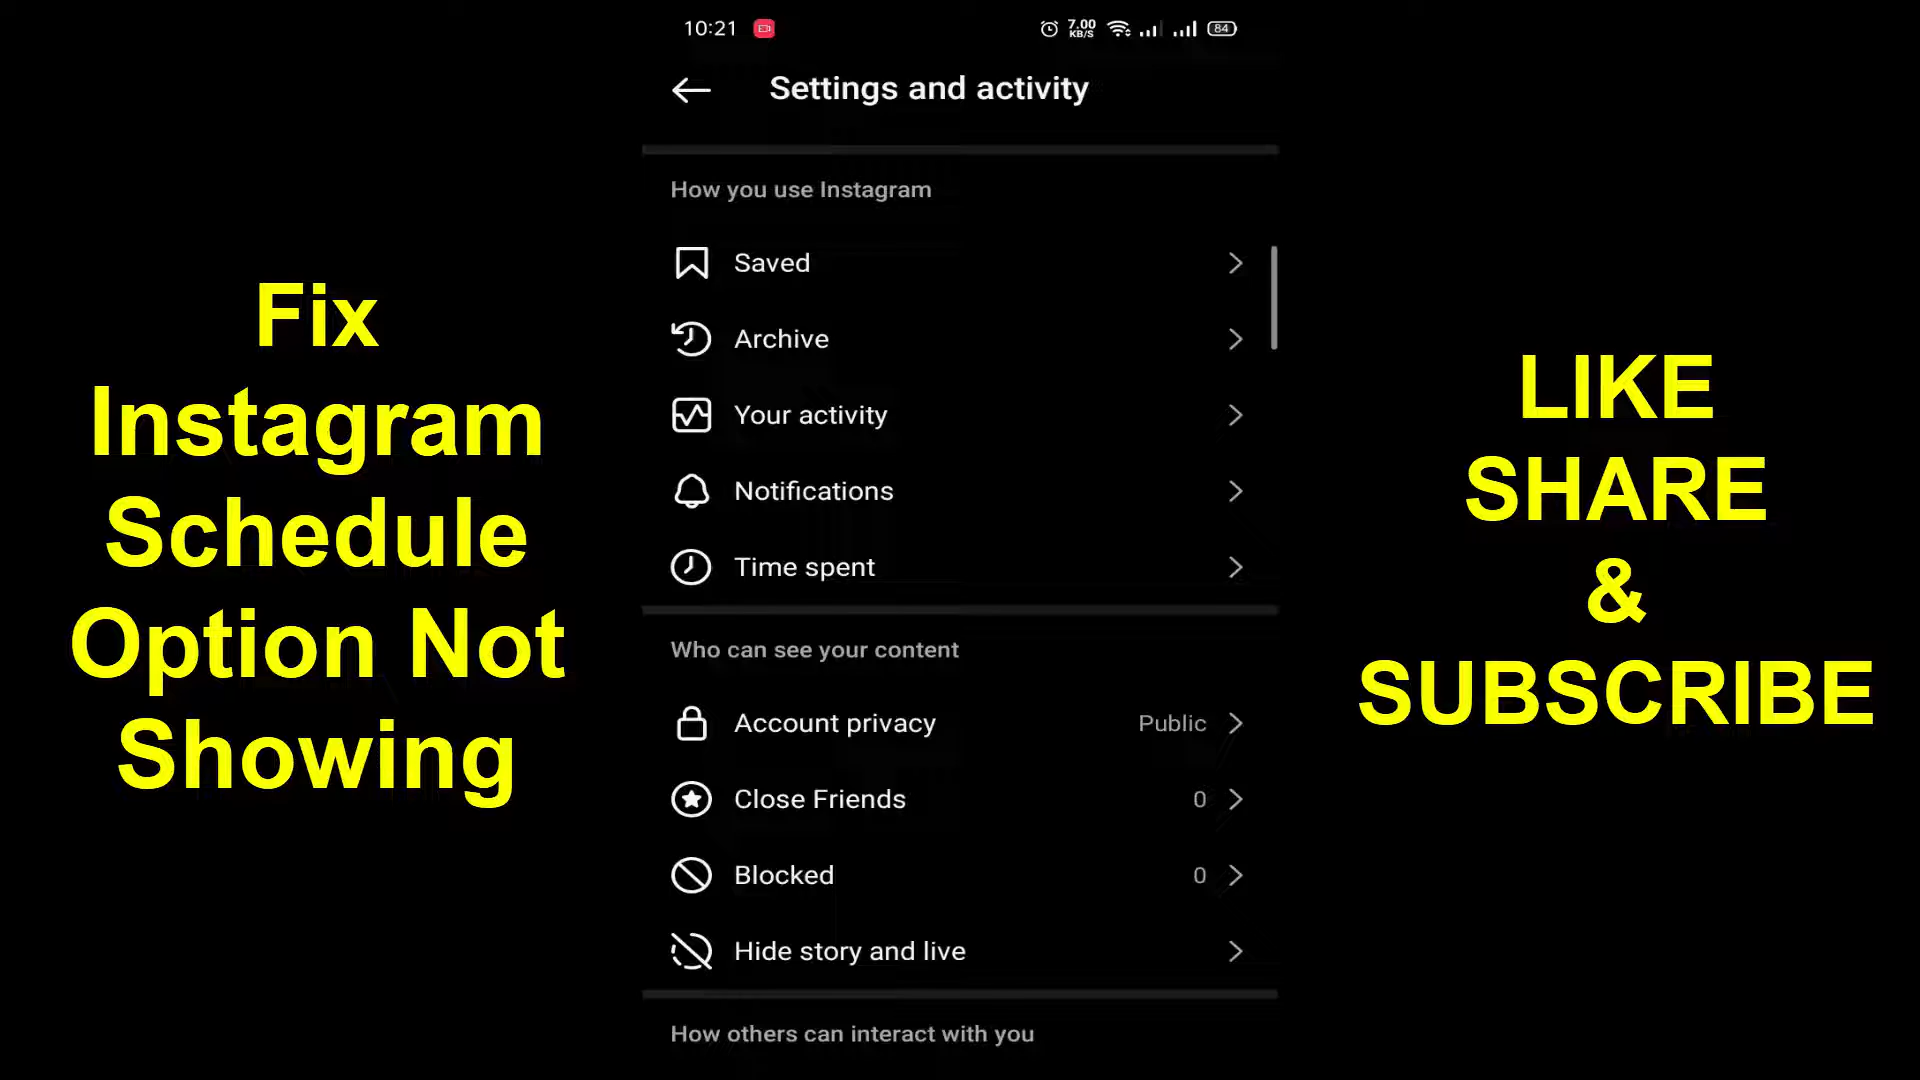 Fix
Instagram
Schedule
Option Not
Showing
10:21
7.00
KB/S
84
Settings and activity
How you use Instagram
Saved
Archive
Your activity
Notifications
Time spent
Who can see your content
Account privacy Public
Close Friends 0
Blocked 0
Hide story and live
How others can interact with you
LIKE
SHARE
&
SUBSCRIBE